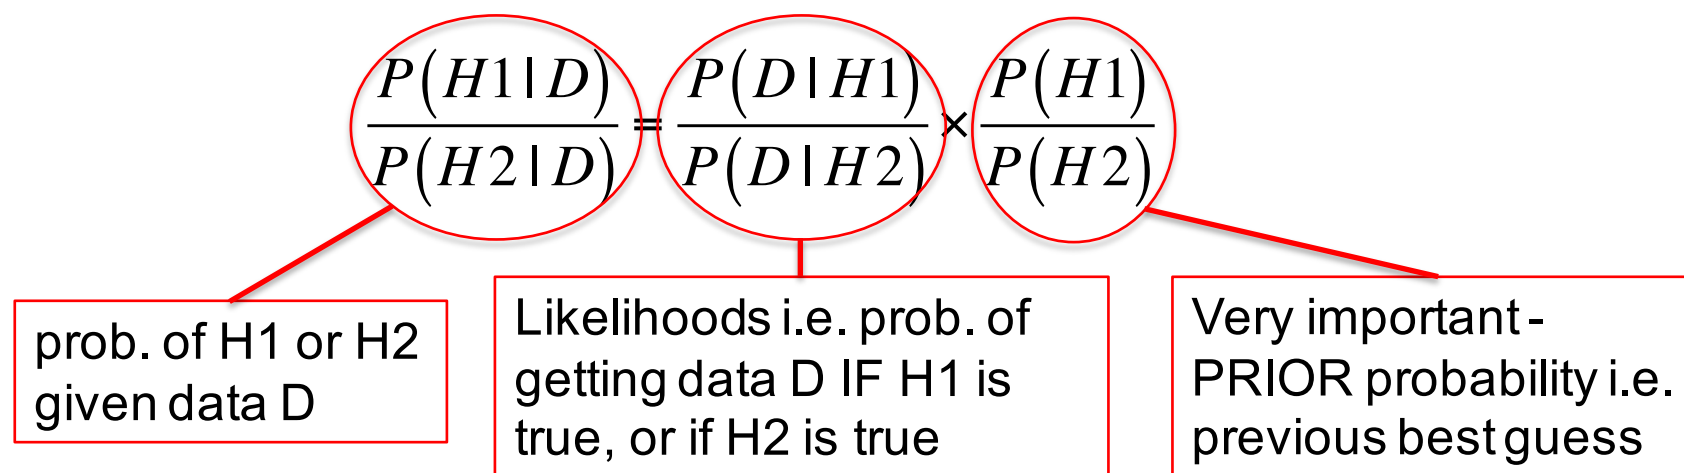 P(H1|D) / P(H2|D) = P(D|H1) / P(D|H2) × P(H1) / P(H2)
prob. of H1 or H2
given data D
Likelihoods i.e. prob. of
getting data D IF H1 is
true, or if H2 is true
Very important -
PRIOR probability i.e.
previous best guess